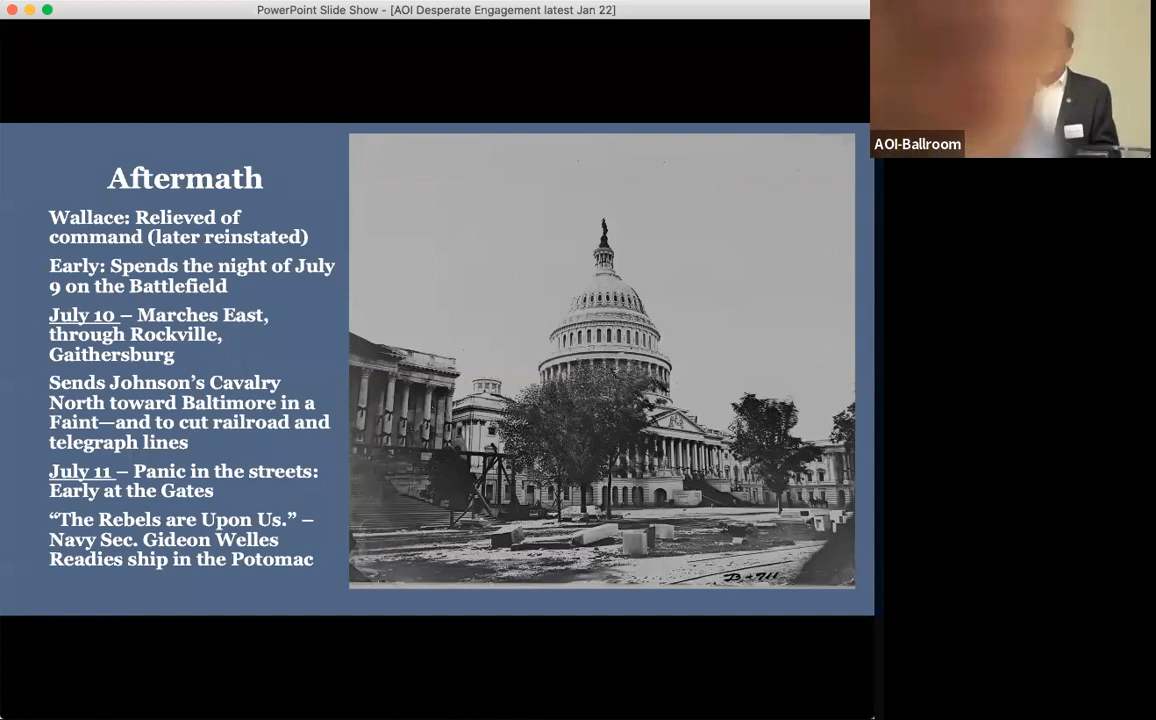 PowerPoint Slide Show - [AOI Desperate Engagement latest Jan 22]
AOI-Ballroom
Aftermath
Wallace: Relieved of
command (later reinstated)
Early: Spends the night of July
9 on the Battlefield
July 10 – Marches East,
through Rockville,
Gaithersburg
Sends Johnson’s Cavalry
North toward Baltimore in a
Faint—and to cut railroad and
telegraph lines
July 11 – Panic in the streets:
Early at the Gates
“The Rebels are Upon Us.” –
Navy Sec. Gideon Welles
Readies ship in the Potomac